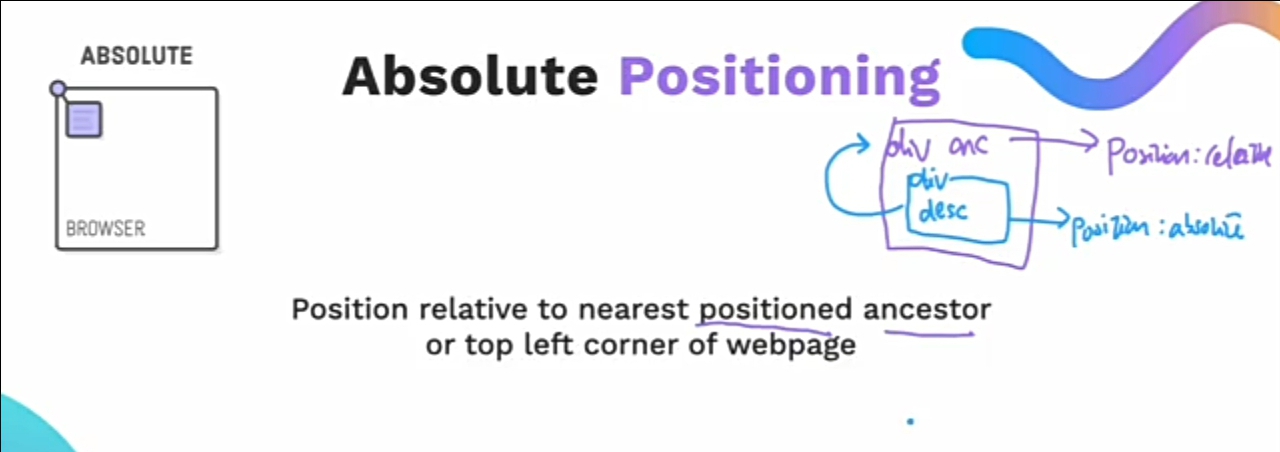 ABSOLUTE
Absolute Positioning
BROWSER
div anc
Position: relative
div
desc
Position: absolute
Position relative to nearest positioned ancestor
or top left corner of webpage